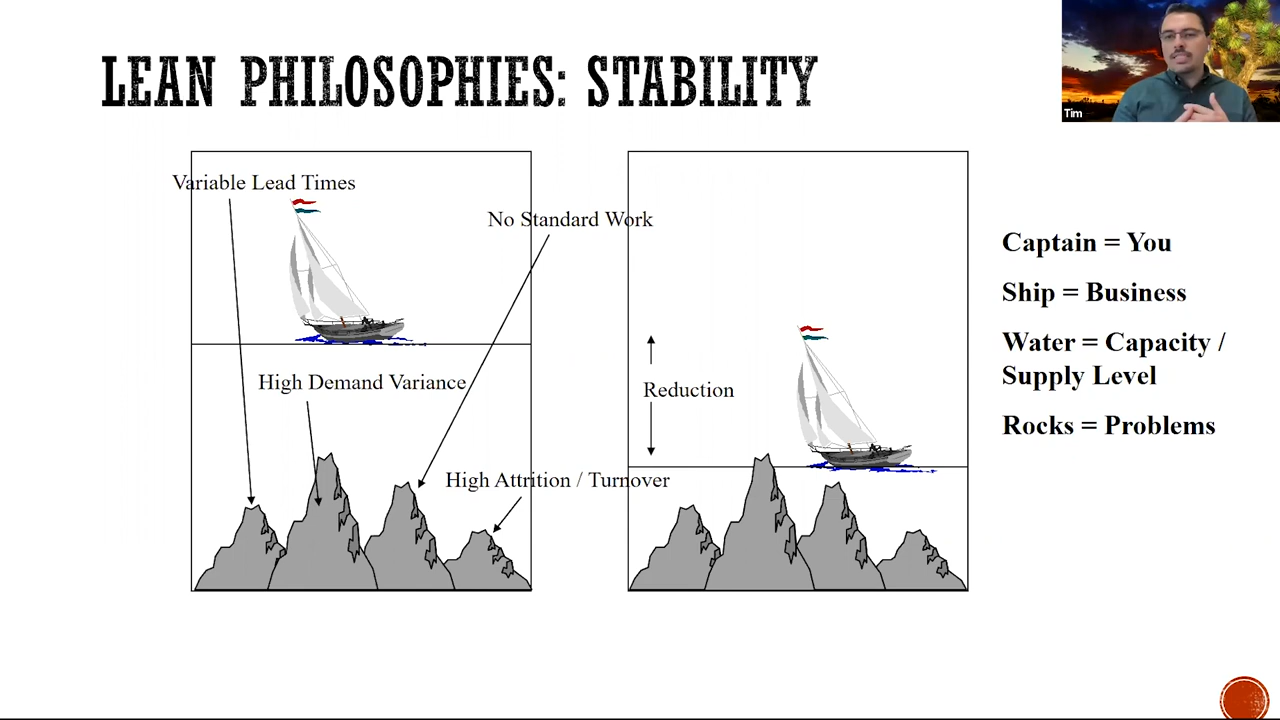 LEAN PHILOSOPHIES: STABILITY
Tim
Variable Lead Times
No Standard Work
High Demand Variance
High Attrition / Turnover
Reduction
Captain = You
Ship = Business
Water = Capacity /
Supply Level
Rocks = Problems